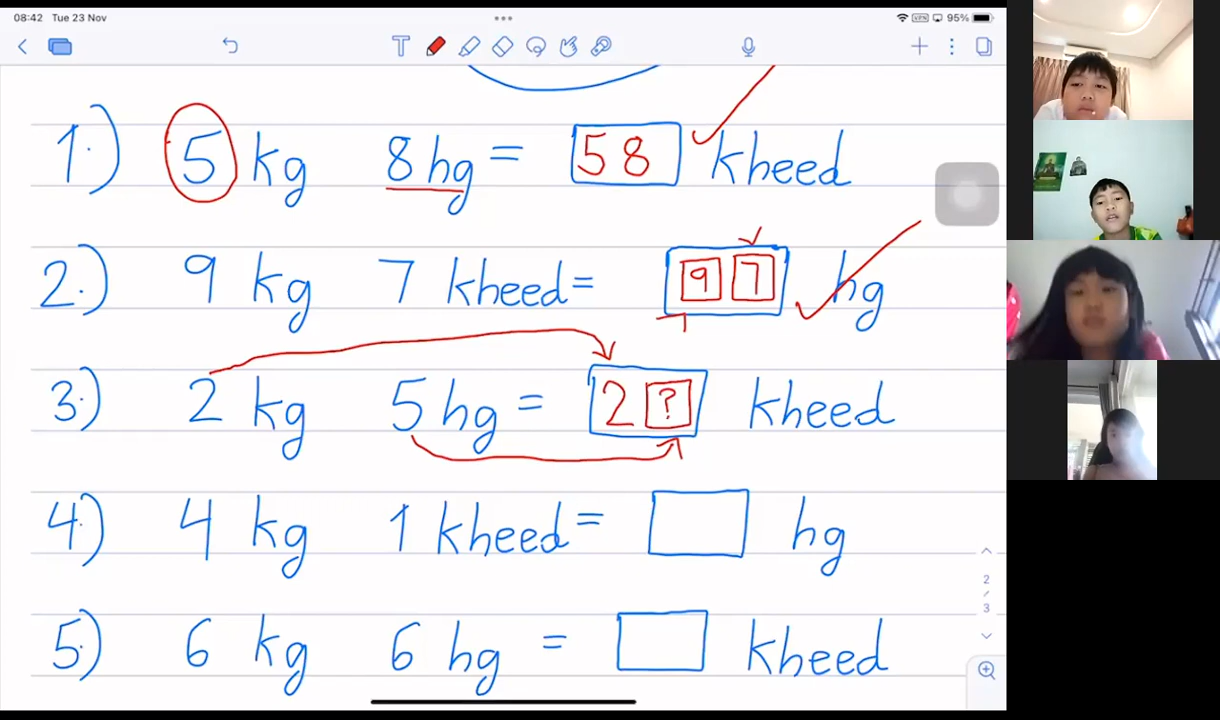 08:42 Tue 23 Nov
VPN 95%
T
1.) 5 kg 8 hg = 58 kheed
2.) 9 kg 7 kheed = 97 hg
3.) 2 kg 5 hg = 2 ? kheed
4.) 4 kg 1 kheed = hg
5.) 6 kg 6 hg = kheed
2
/
3